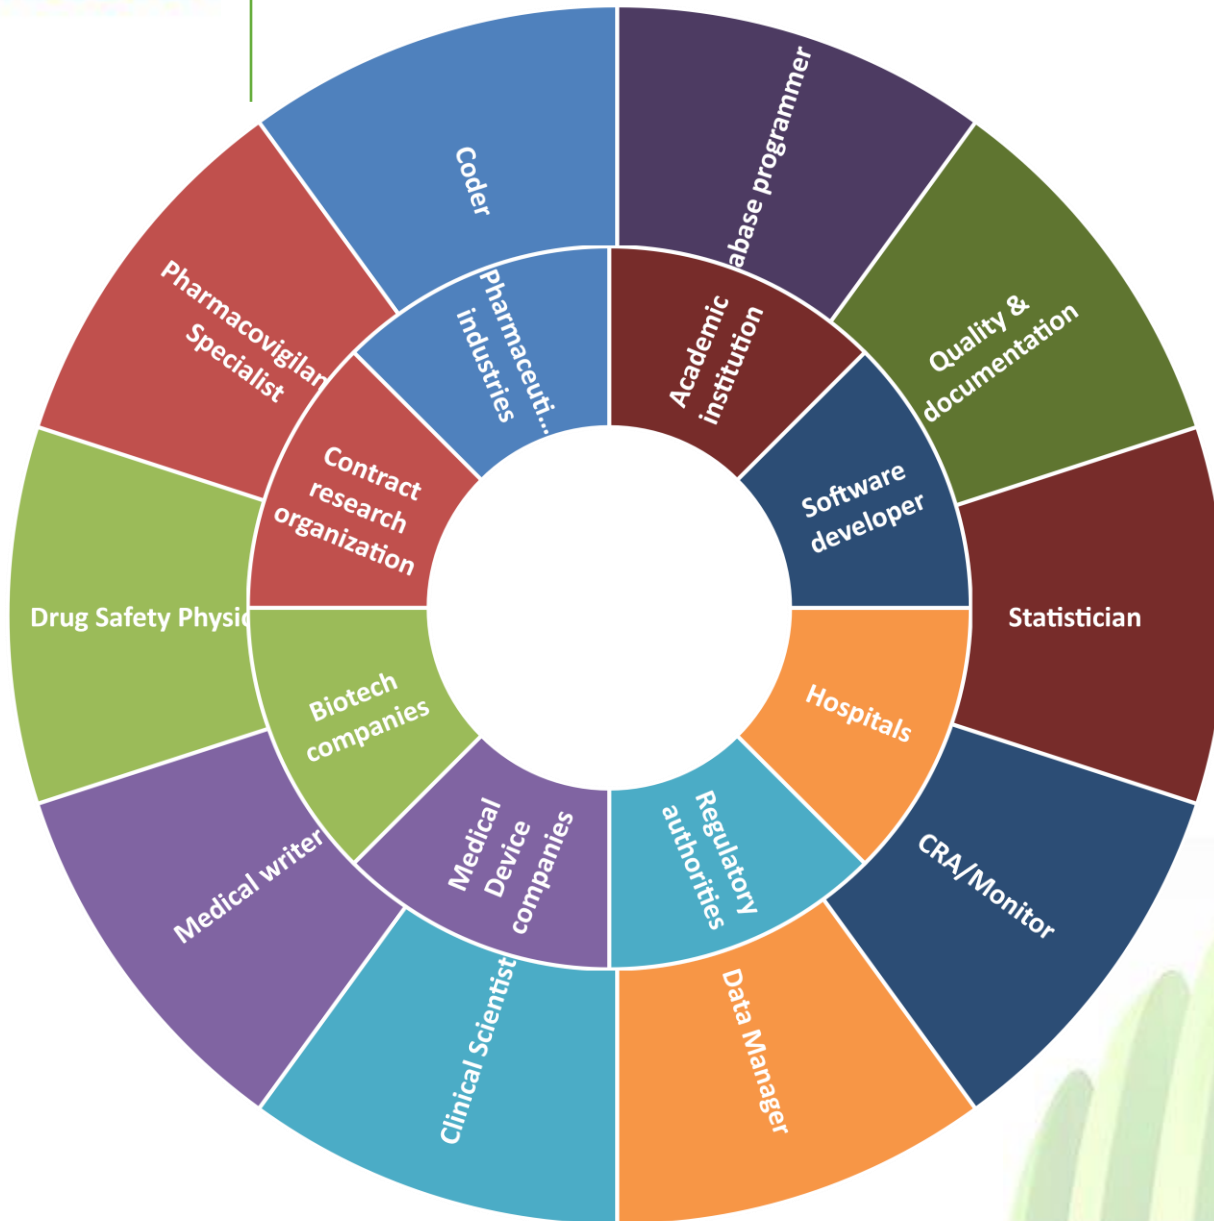 Coder
abase programmer
Quality &
documentation
Statistician
CRA/Monitor
Data Manager
Clinical Scientist
Medical writer
Drug Safety Physic
Pharmacovigilan
Specialist
Pharmaceuti...
industries
Academic
institution
Software
developer
Hospitals
Regulatory
authorities
Medical
Device
companies
Biotech
companies
Contract
research
organization